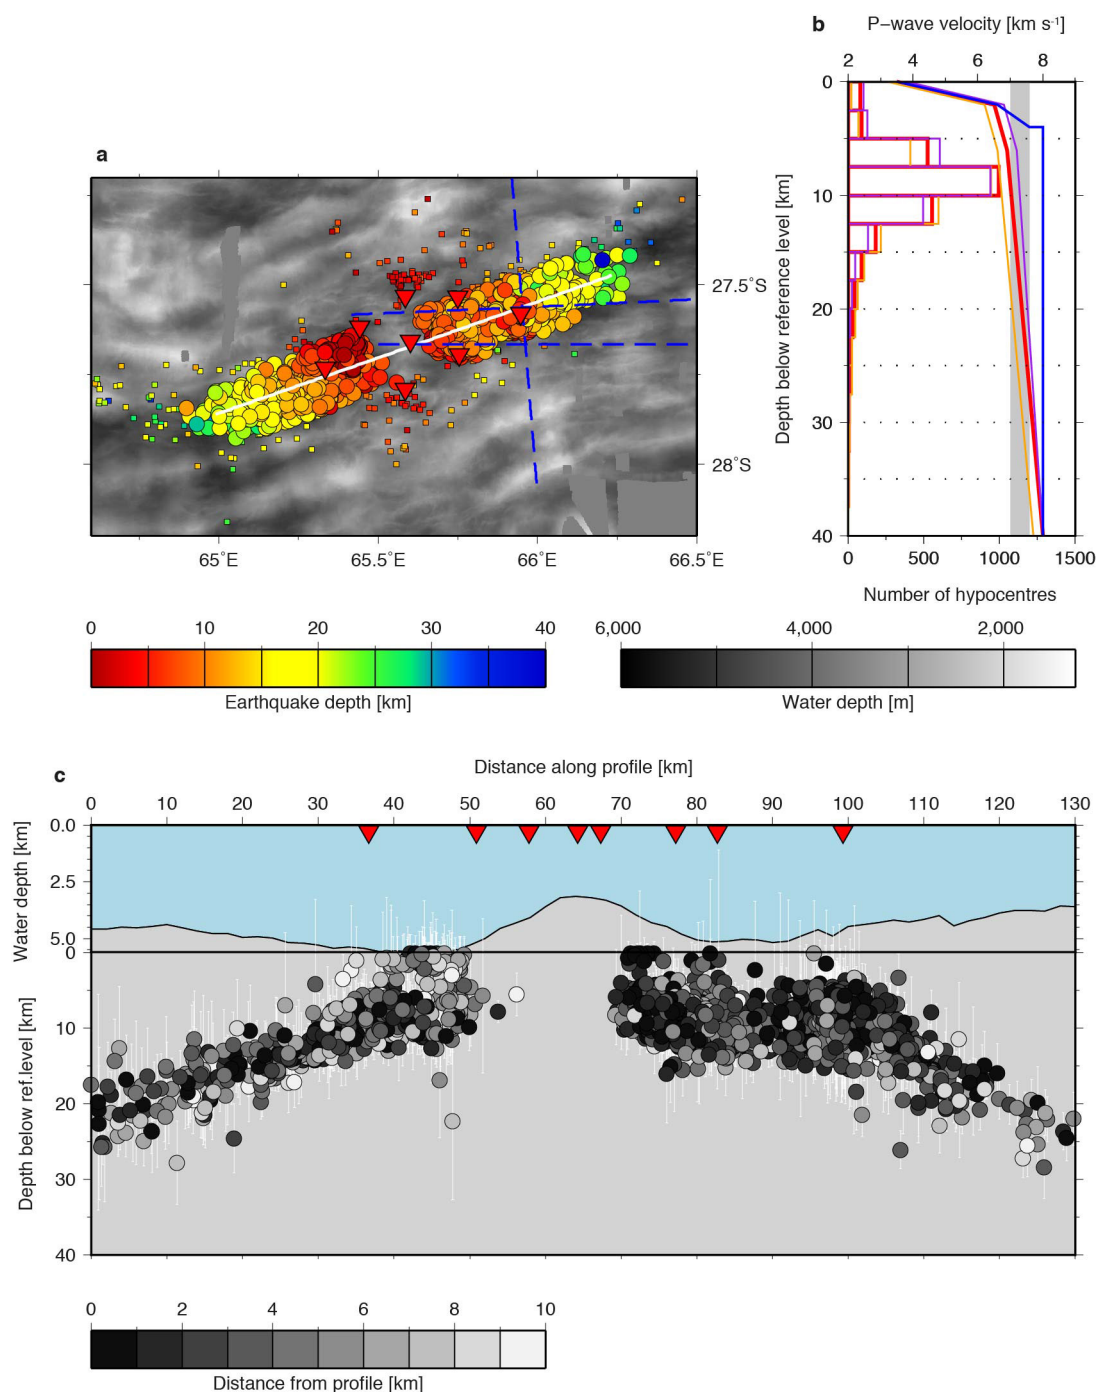 b
P−wave velocity [km s-1]
2 4 6 8
0
10
20
30
40
Depth below reference level [km]
0 500 1000 1500
Number of hypocentres
a
27.5˚S
28˚S
65˚E 65.5˚E 66˚E 66.5˚E
0 10 20 30 40
Earthquake depth [km]
6,000 4,000 2,000
Water depth [m]
c
Distance along profile [km]
0 10 20 30 40 50 60 70 80 90 100 110 120 130
0.0
2.5
5.0
Water depth [km]
0
10
20
30
40
Depth below ref.level [km]
0 2 4 6 8 10
Distance from profile [km]